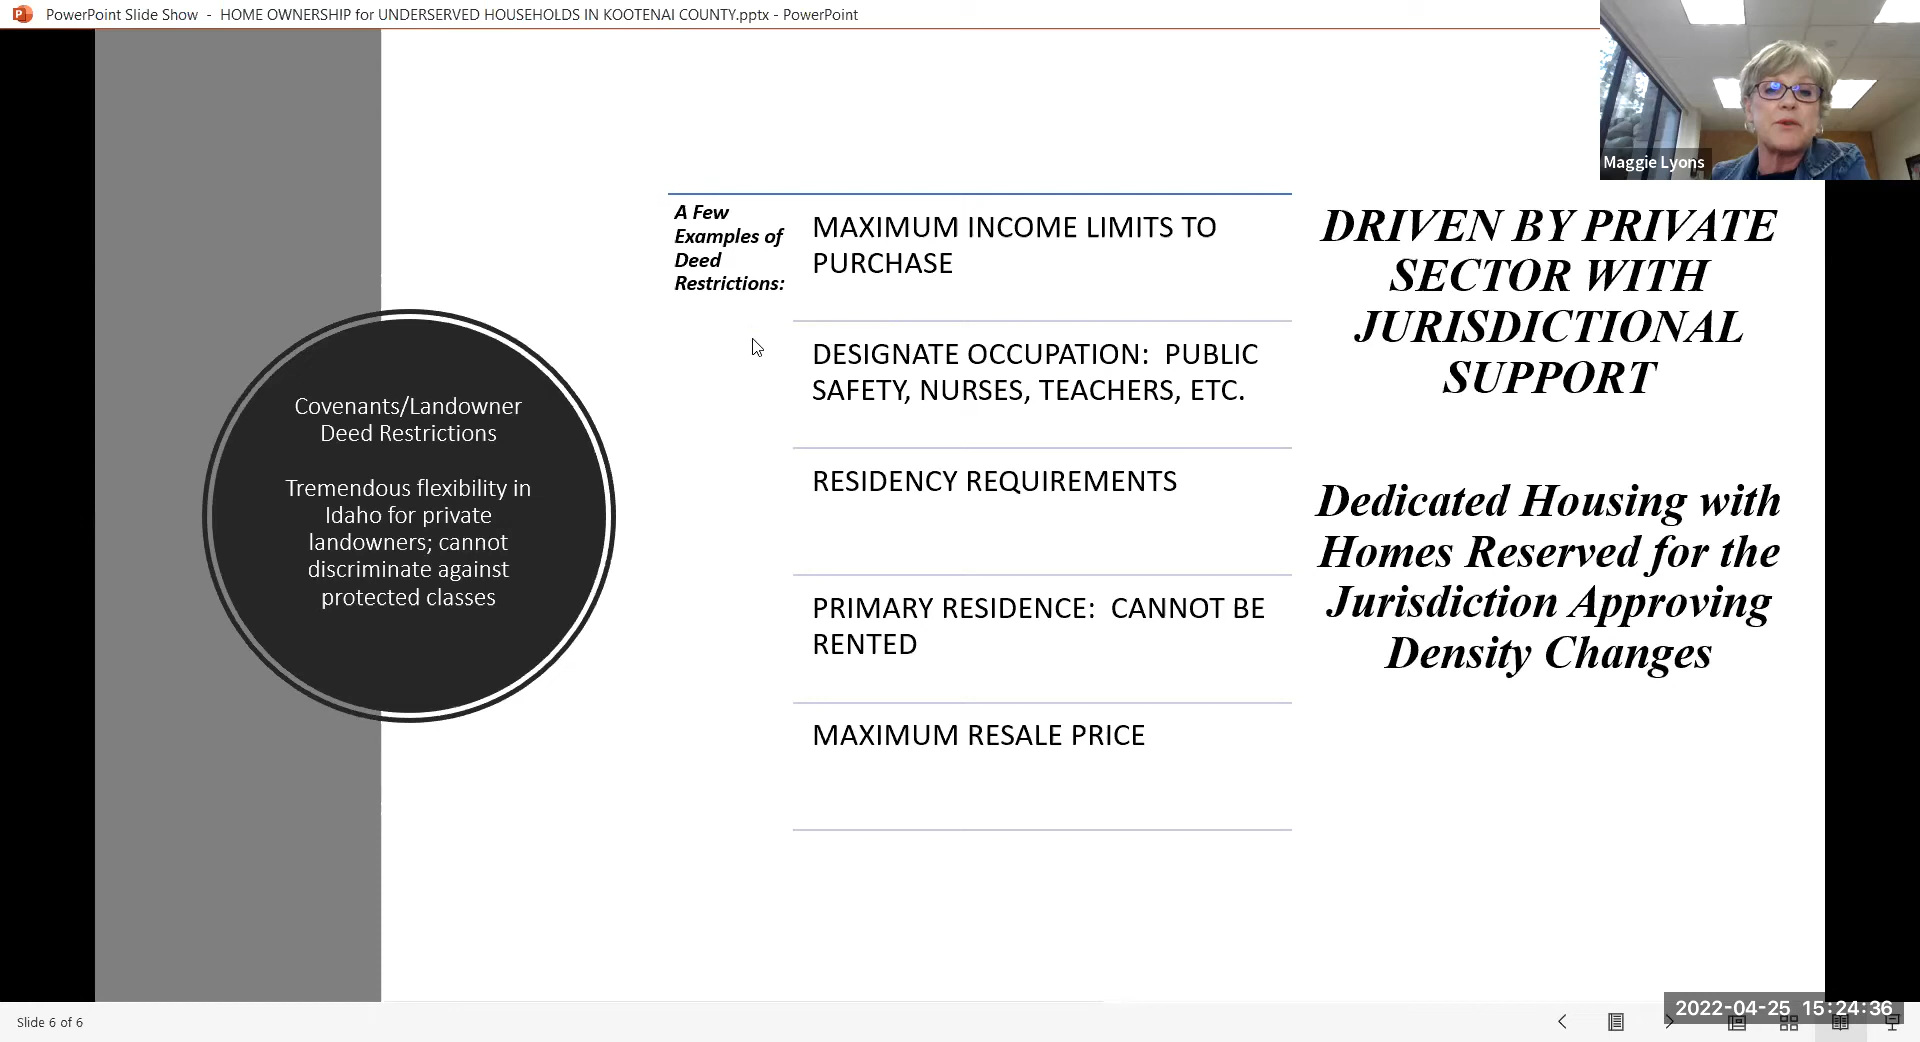 PowerPoint Slide Show - HOME OWNERSHIP for UNDERSERVED HOUSEHOLDS IN KOOTENAI COUNTY.pptx - PowerPoint
Maggie Lyons
Covenants/Landowner
Deed Restrictions
Tremendous flexibility in
Idaho for private
landowners; cannot
discriminate against
protected classes
A Few
Examples of
Deed
Restrictions:
MAXIMUM INCOME LIMITS TO
PURCHASE
DESIGNATE OCCUPATION: PUBLIC
SAFETY, NURSES, TEACHERS, ETC.
RESIDENCY REQUIREMENTS
PRIMARY RESIDENCE: CANNOT BE
RENTED
MAXIMUM RESALE PRICE
DRIVEN BY PRIVATE
SECTOR WITH
JURISDICTIONAL
SUPPORT
Dedicated Housing with
Homes Reserved for the
Jurisdiction Approving
Density Changes
Slide 6 of 6
2022-04-25 15:24:36